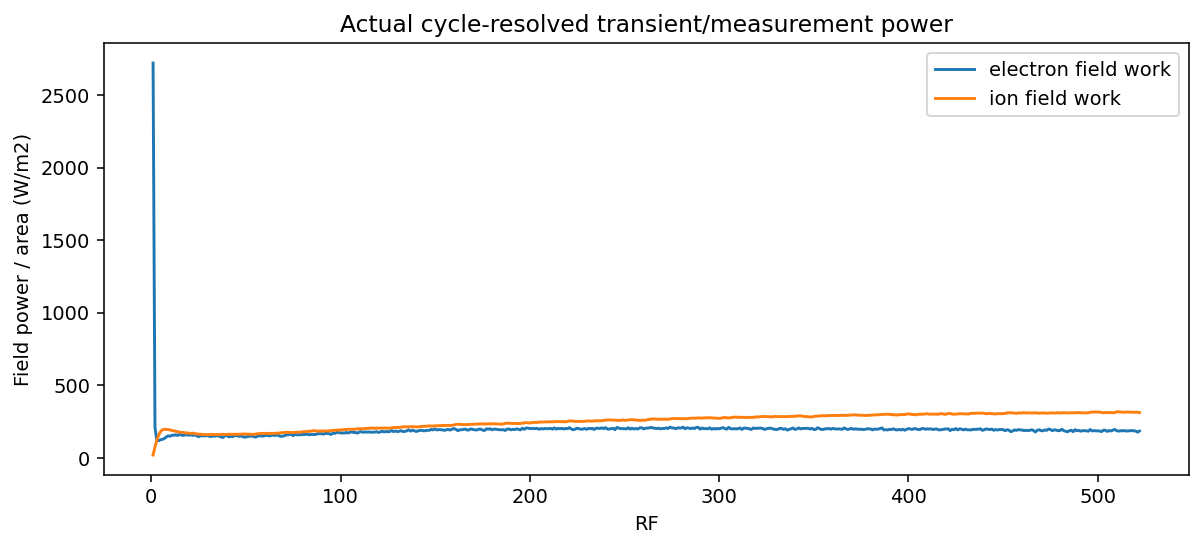 Actual cycle-resolved transient/measurement power
electron field work
ion field work
Field power / area (W/m2)
2500
2000
1500
1000
500
0
0 100 200 300 400 500
RF